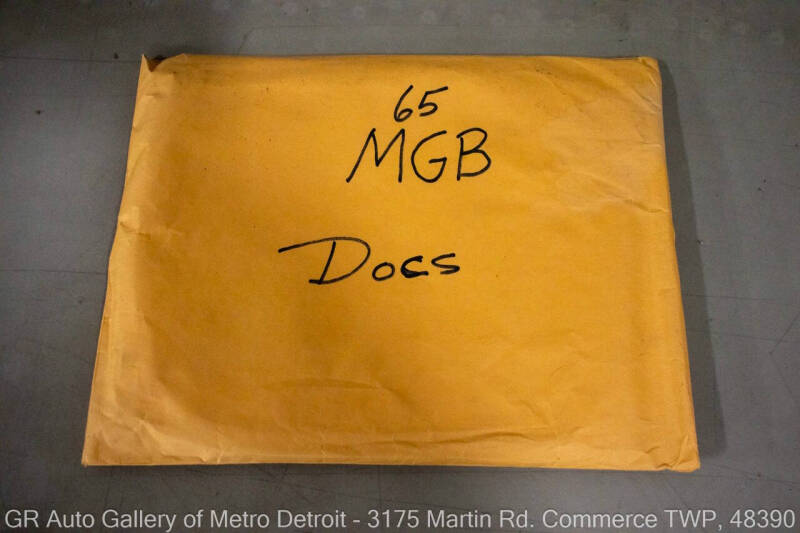 65
MGB
Docs
GR Auto Gallery of Metro Detroit - 3175 Martin Rd. Commerce TWP, 48390